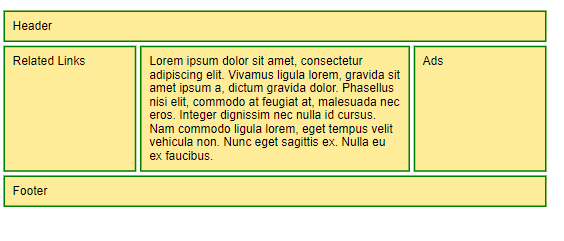 Header
Related Links
Lorem ipsum dolor sit amet, consectetur
adipiscing elit. Vivamus ligula lorem, gravida sit
amet ipsum a, dictum gravida dolor. Phasellus
nisi elit, commodo at feugiat at, malesuada nec
eros. Integer dignissim nec nulla id cursus.
Nam commodo ligula lorem, eget tempus velit
vehicula non. Nunc eget sagittis ex. Nulla eu
ex faucibus.
Ads
Footer